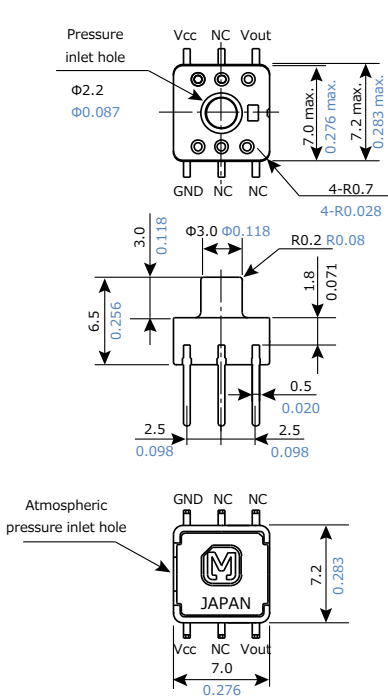 Pressure
inlet hole
Φ2.2
Φ0.087
Vcc NC Vout
7.0 max.
0.276 max.
7.2 max.
0.283 max.
GND NC NC
4-R0.7
4-R0.028
3.0
0.118
Φ3.0 Φ0.118
R0.2 R0.08
1.8
0.071
6.5
0.256
0.5
0.020
2.5
0.098
2.5
0.098
Atmospheric
pressure inlet hole
GND NC NC
M
JAPAN
7.2
0.283
Vcc NC Vout
7.0
0.276